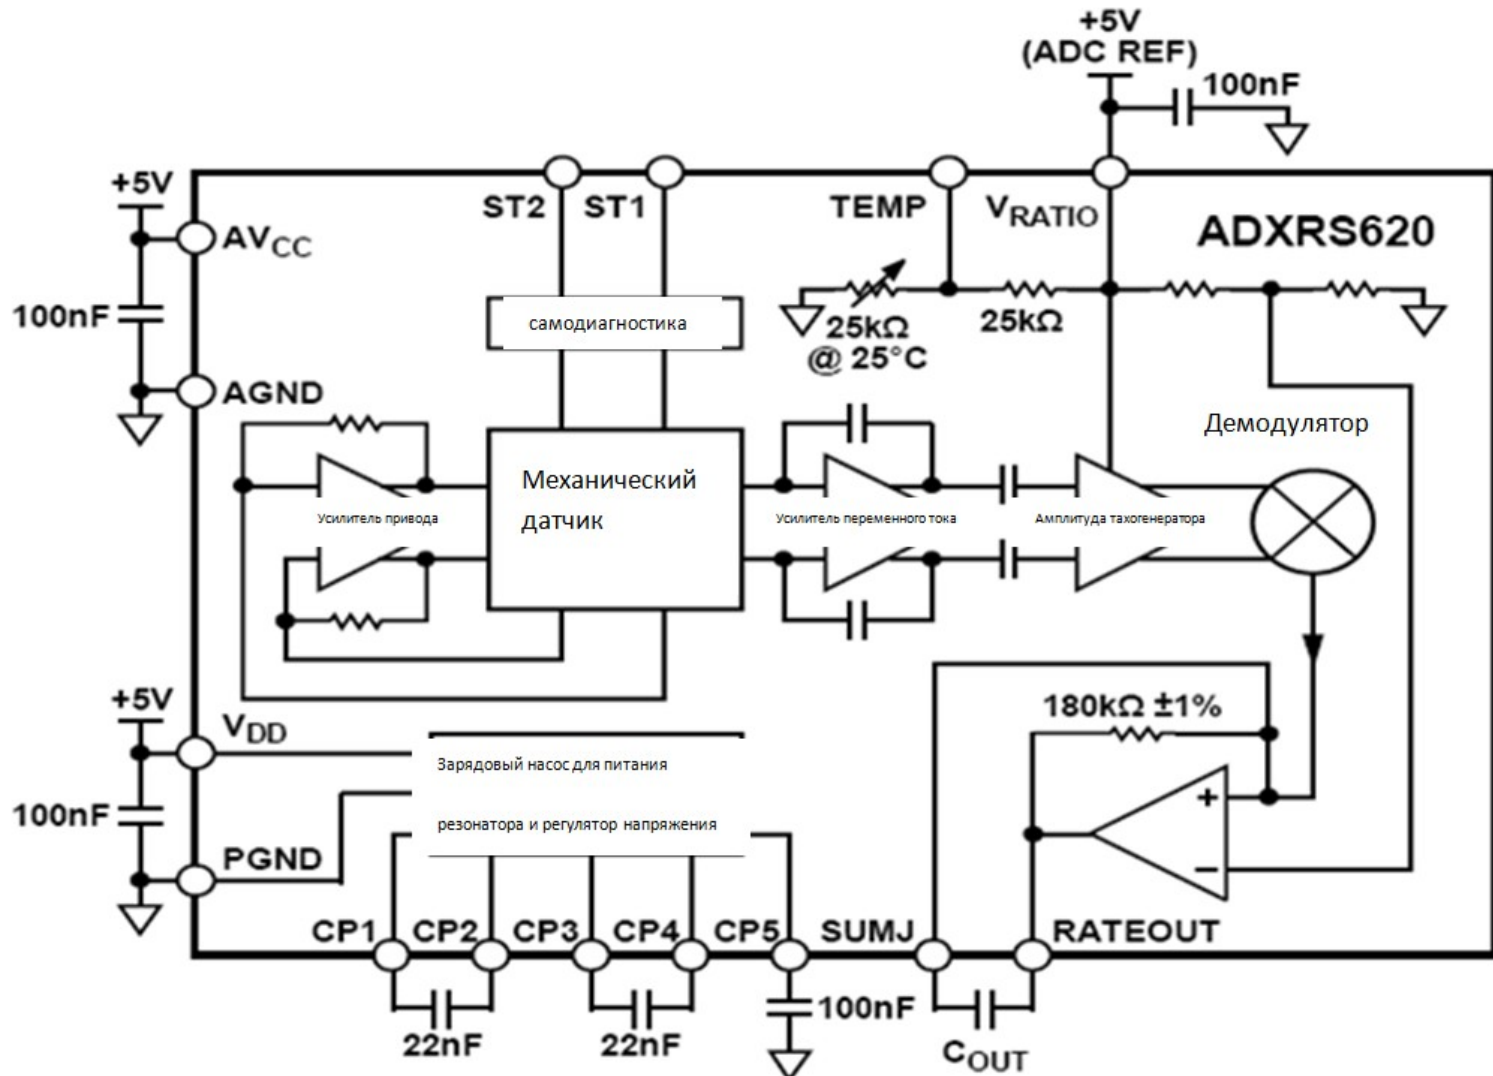 +5V
(ADC REF)
100nF
+5V
ST2
ST1
TEMP
VRATIO
ADXRS620
AVCC
100nF
самодиагностика
25kΩ
@ 25°C
25kΩ
AGND
Демодулятор
Механический
датчик
Усилитель привода
Усилитель переменного тока
Амплитуда тахогенератора
+5V
VDD
180kΩ ±1%
Зарядовый насос для питания
резонатора и регулятор напряжения
+
100nF
PGND
−
CP1
CP2
CP3
CP4
CP5
SUMJ
RATEOUT
22nF
22nF
100nF
COUT